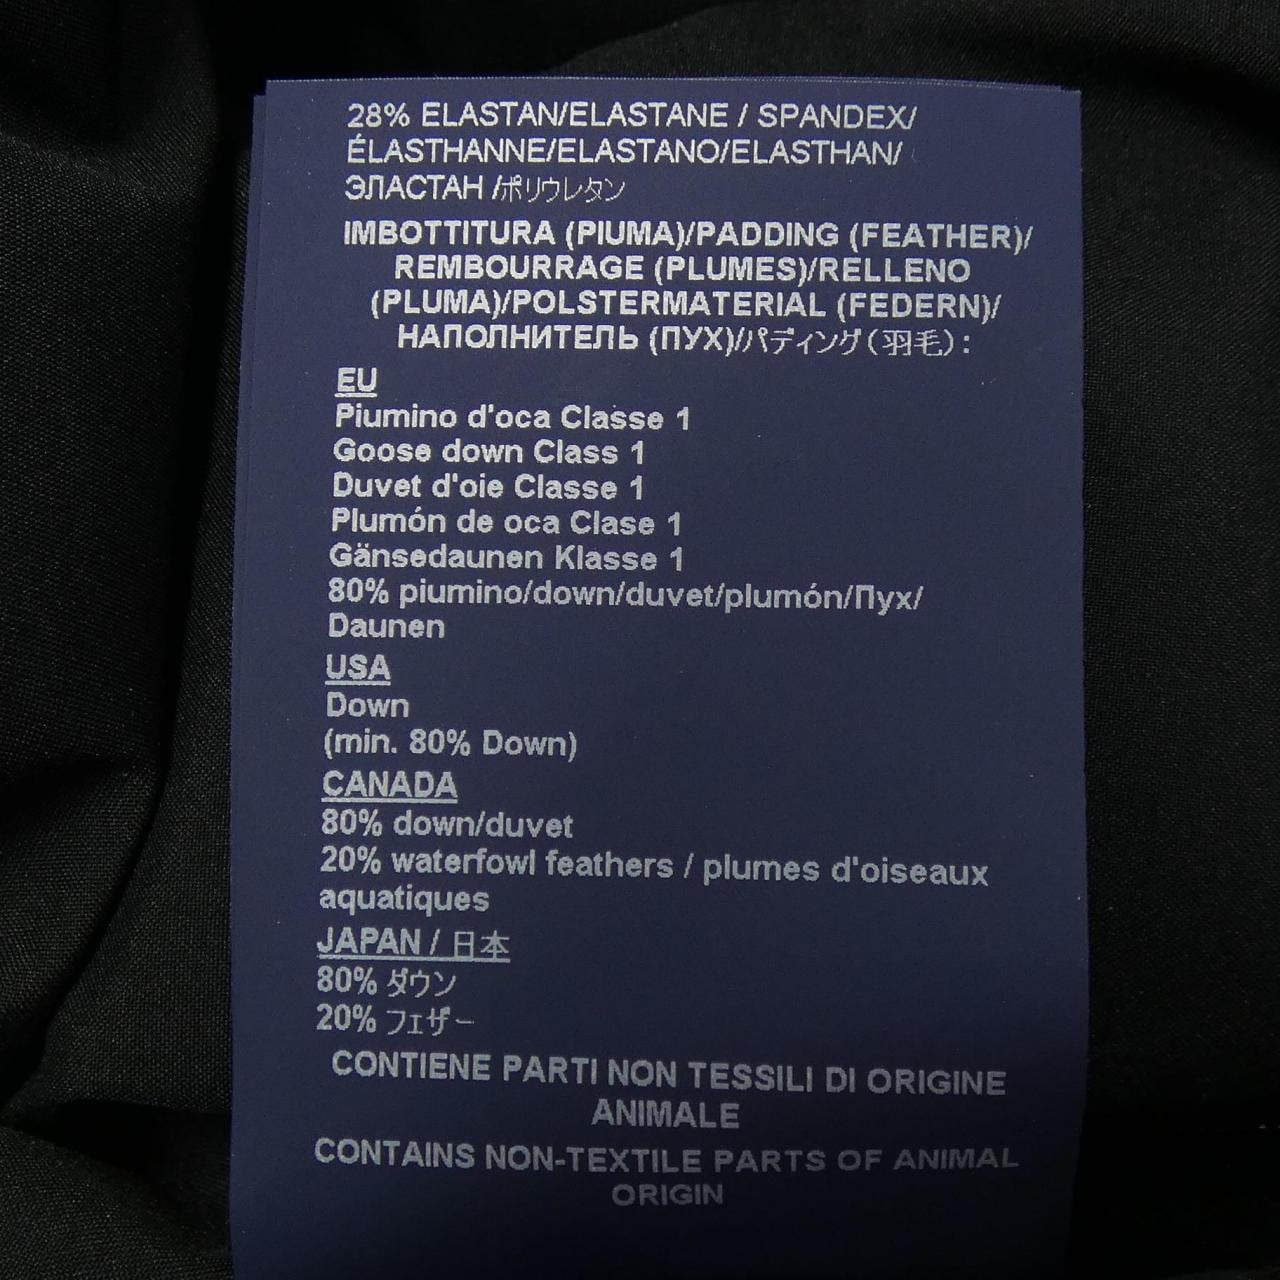 28% ELASTAN/ELASTANE / SPANDEX/
ÉLASTHANNE/ELASTANO/ELASTHAN/
ЭЛАСТАН /ポリウレタン
IMBOTTITURA (PIUMA)/PADDING (FEATHER)/
REMBOURRAGE (PLUMES)/RELLENO
(PLUMA)/POLSTERMATERIAL (FEDERN)/
НАПОЛНИТЕЛЬ (ПУХ)/パディング(羽毛):
EU
Piumino d'oca Classe 1
Goose down Class 1
Duvet d'oie Classe 1
Plumón de oca Clase 1
Gänsedaunen Klasse 1
80% piumino/down/duvet/plumón/Пух/
Daunen
USA
Down
(min. 80% Down)
CANADA
80% down/duvet
20% waterfowl feathers / plumes d'oiseaux
aquatiques
JAPAN / 日本
80% ダウン
20% フェザー
CONTIENE PARTI NON TESSILI DI ORIGINE
ANIMALE
CONTAINS NON-TEXTILE PARTS OF ANIMAL
ORIGIN